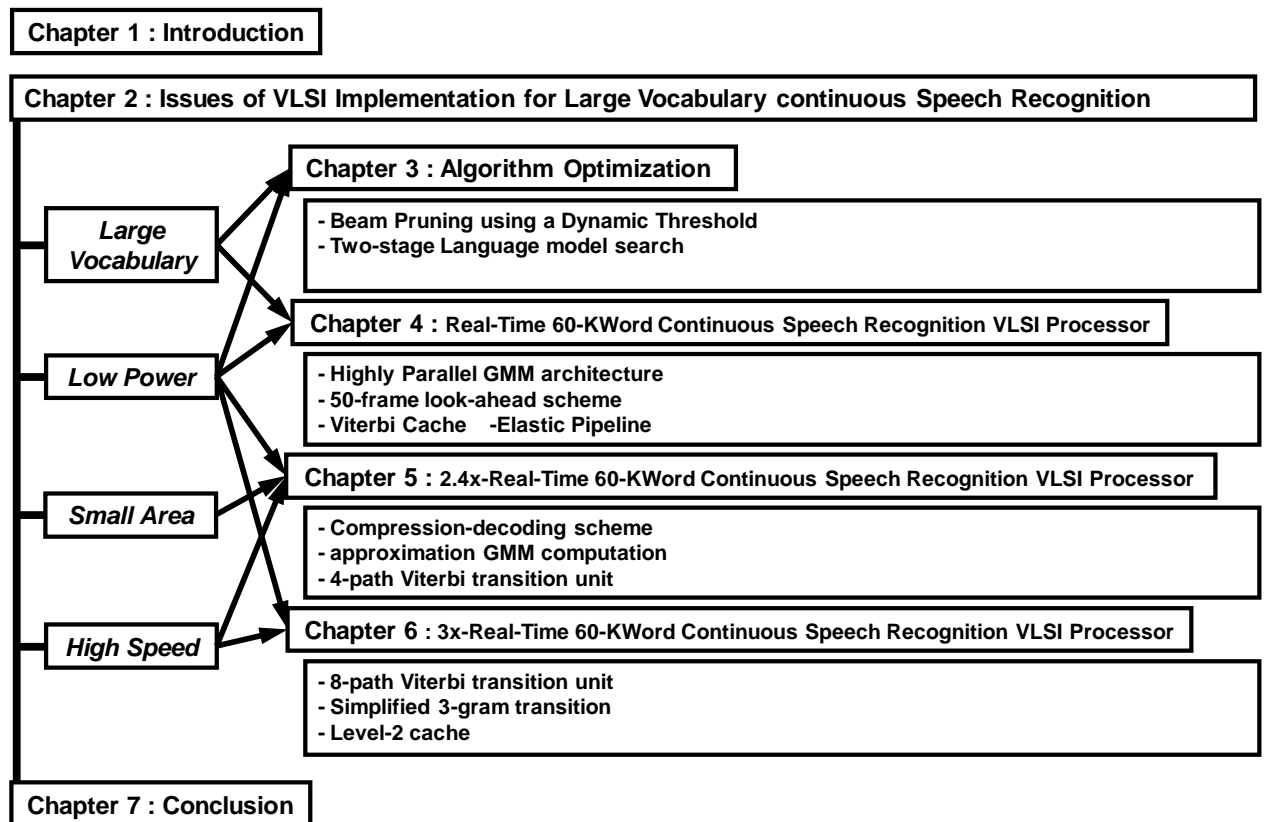 Chapter 1 : Introduction
Chapter 2 : Issues of VLSI Implementation for Large Vocabulary continuous Speech Recognition
Chapter 3 : Algorithm Optimization
- Beam Pruning using a Dynamic Threshold
- Two-stage Language model search
Large
Vocabulary
Chapter 4 : Real-Time 60-KWord Continuous Speech Recognition VLSI Processor
Low Power
- Highly Parallel GMM architecture
- 50-frame look-ahead scheme
- Viterbi Cache -Elastic Pipeline
Chapter 5 : 2.4x-Real-Time 60-KWord Continuous Speech Recognition VLSI Processor
Small Area
- Compression-decoding scheme
- approximation GMM computation
- 4-path Viterbi transition unit
Chapter 6 : 3x-Real-Time 60-KWord Continuous Speech Recognition VLSI Processor
High Speed
- 8-path Viterbi transition unit
- Simplified 3-gram transition
- Level-2 cache
Chapter 7 : Conclusion